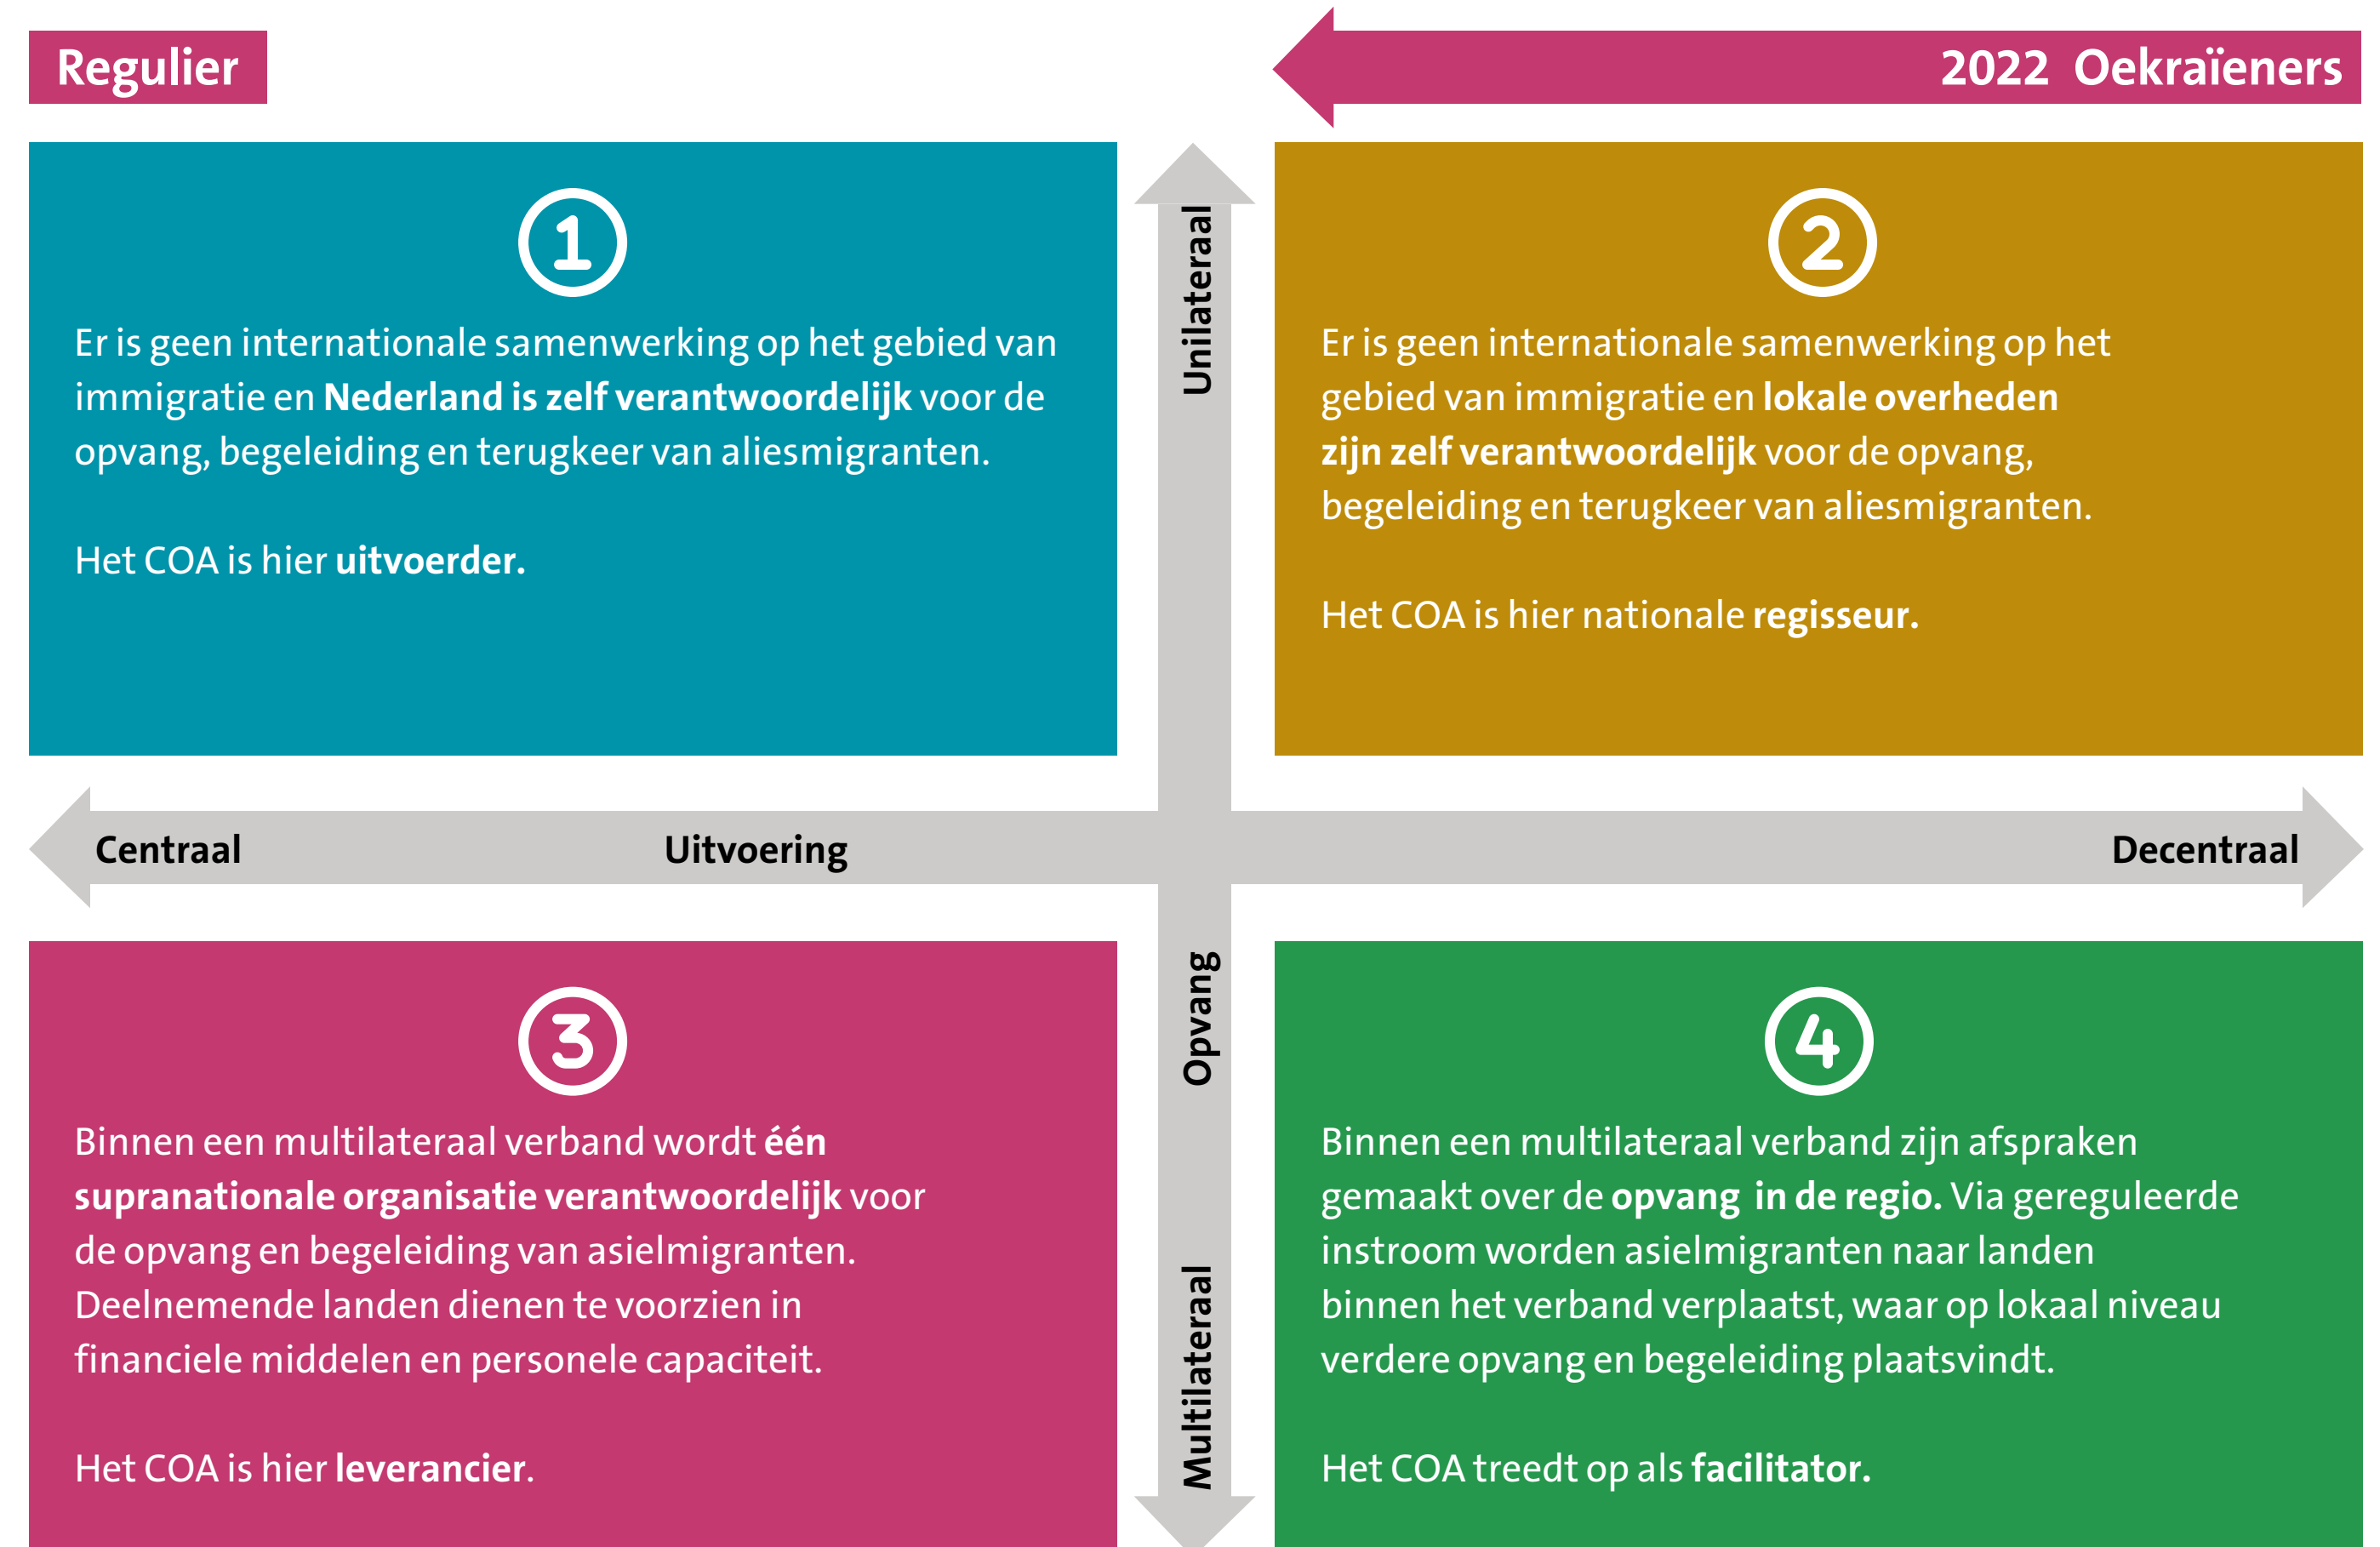 Regulier
2022 Oekraïeners
1
Er is geen internationale samenwerking op het gebied van
immigratie en Nederland is zelf verantwoordelijk voor de
opvang, begeleiding en terugkeer van aliesmigranten.
Het COA is hier uitvoerder.
Unilateraal
2
Er is geen internationale samenwerking op het
gebied van immigratie en lokale overheden
zijn zelf verantwoordelijk voor de opvang,
begeleiding en terugkeer van aliesmigranten.
Het COA is hier nationale regisseur.
Centraal
Uitvoering
Decentraal
3
Binnen een multilateraal verband wordt één
supranationale organisatie verantwoordelijk voor
de opvang en begeleiding van asielmigranten.
Deelnemende landen dienen te voorzien in
financiele middelen en personele capaciteit.
Het COA is hier leverancier.
Opvang
Multilateraal
4
Binnen een multilateraal verband zijn afspraken
gemaakt over de opvang in de regio. Via gereguleerde
instroom worden asielmigranten naar landen
binnen het verband verplaatst, waar op lokaal niveau
verdere opvang en begeleiding plaatsvindt.
Het COA treedt op als facilitator.